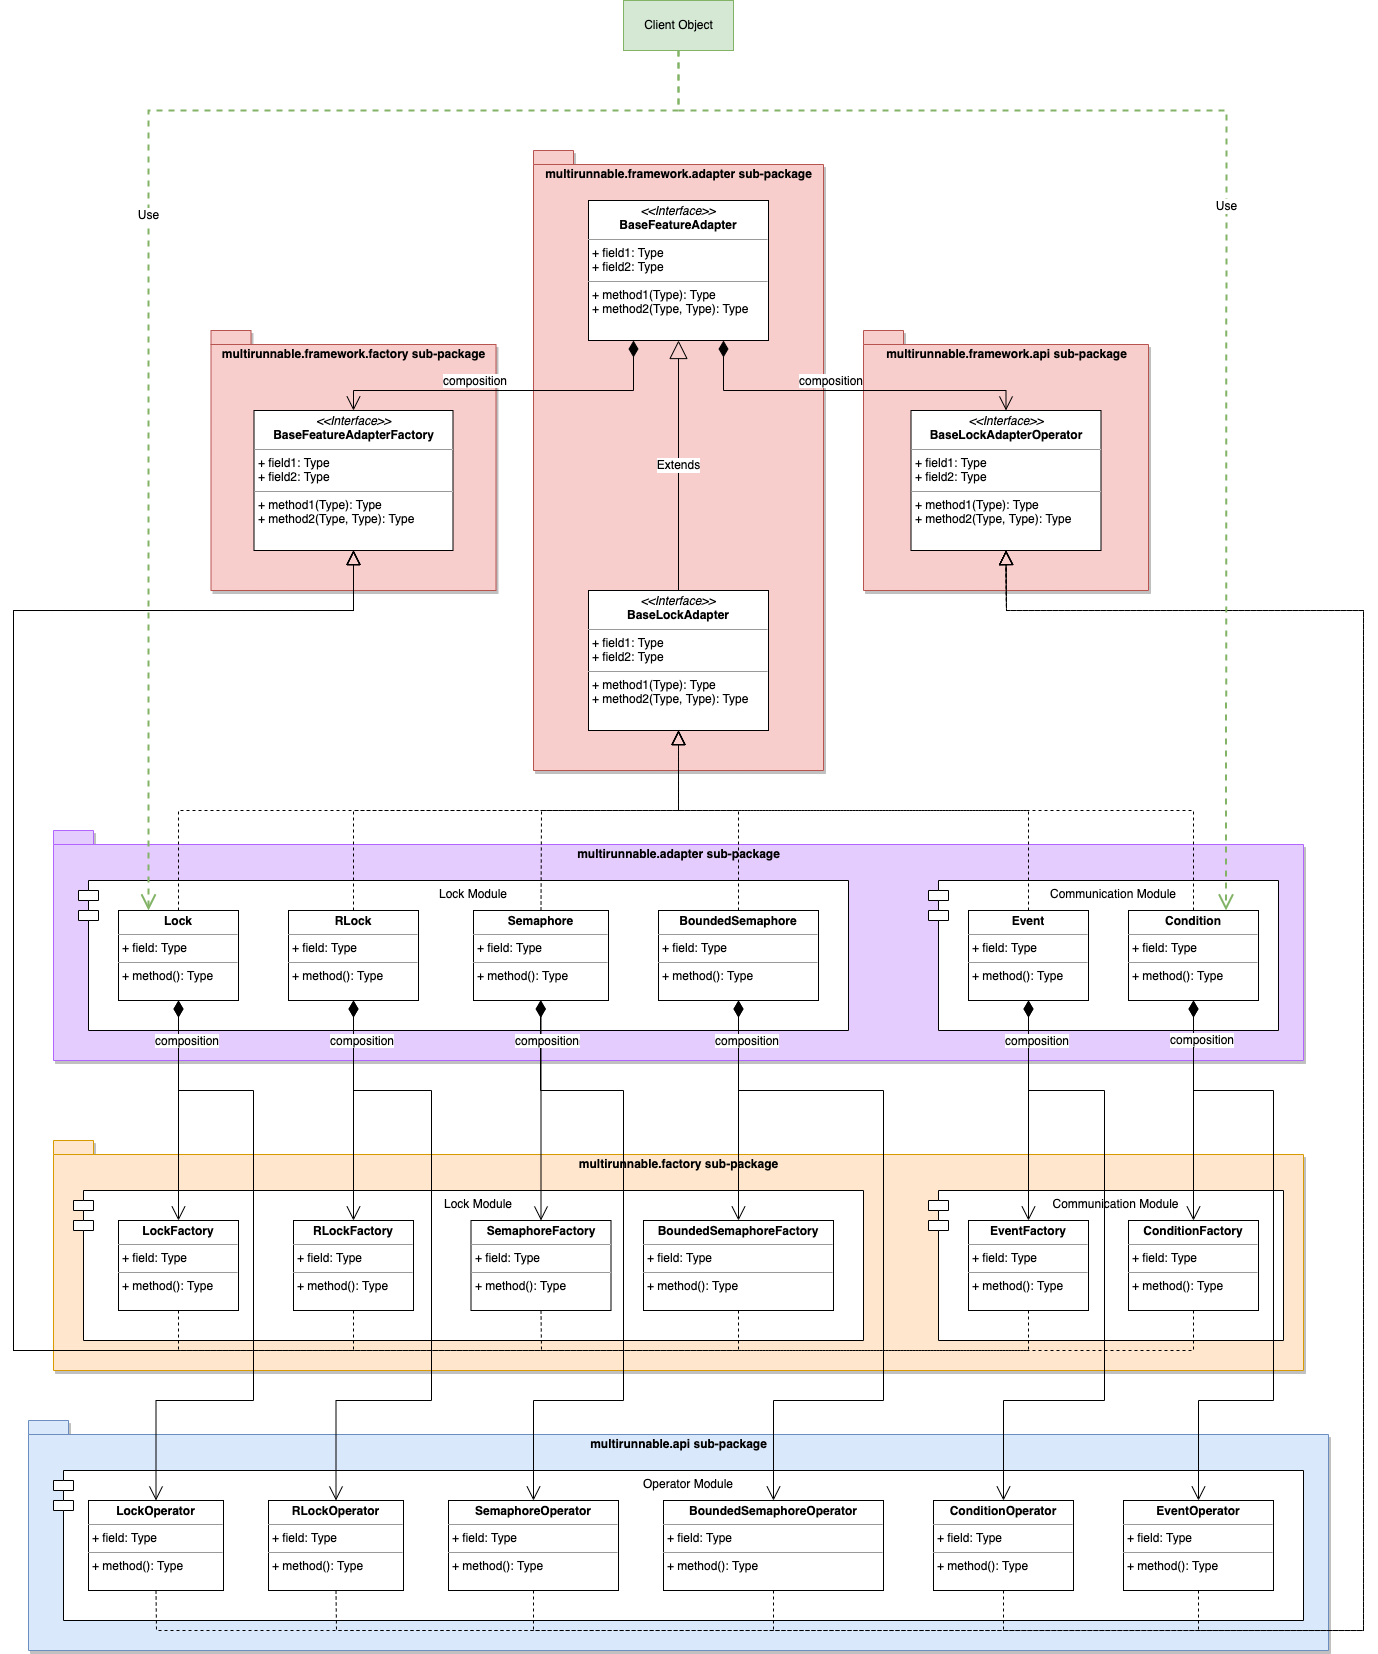 Client Object
Use
Use
multirunnable.framework.adapter sub-package
<<Interface>>
BaseFeatureAdapter
+ field1: Type
+ field2: Type
+ method1(Type): Type
+ method2(Type, Type): Type
multirunnable.framework.factory sub-package
multirunnable.framework.api sub-package
composition
composition
<<Interface>>
BaseFeatureAdapterFactory
+ field1: Type
+ field2: Type
+ method1(Type): Type
+ method2(Type, Type): Type
Extends
<<Interface>>
BaseLockAdapterOperator
+ field1: Type
+ field2: Type
+ method1(Type): Type
+ method2(Type, Type): Type
<<Interface>>
BaseLockAdapter
+ field1: Type
+ field2: Type
+ method1(Type): Type
+ method2(Type, Type): Type
multirunnable.adapter sub-package
Lock Module
Communication Module
Lock
+ field: Type
+ method(): Type
RLock
+ field: Type
+ method(): Type
Semaphore
+ field: Type
+ method(): Type
BoundedSemaphore
+ field: Type
+ method(): Type
Event
+ field: Type
+ method(): Type
Condition
+ field: Type
+ method(): Type
composition
composition
composition
composition
composition
composition
multirunnable.factory sub-package
Lock Module
Communication Module
LockFactory
+ field: Type
+ method(): Type
RLockFactory
+ field: Type
+ method(): Type
SemaphoreFactory
+ field: Type
+ method(): Type
BoundedSemaphoreFactory
+ field: Type
+ method(): Type
EventFactory
+ field: Type
+ method(): Type
ConditionFactory
+ field: Type
+ method(): Type
multirunnable.api sub-package
Operator Module
LockOperator
+ field: Type
+ method(): Type
RLockOperator
+ field: Type
+ method(): Type
SemaphoreOperator
+ field: Type
+ method(): Type
BoundedSemaphoreOperator
+ field: Type
+ method(): Type
ConditionOperator
+ field: Type
+ method(): Type
EventOperator
+ field: Type
+ method(): Type